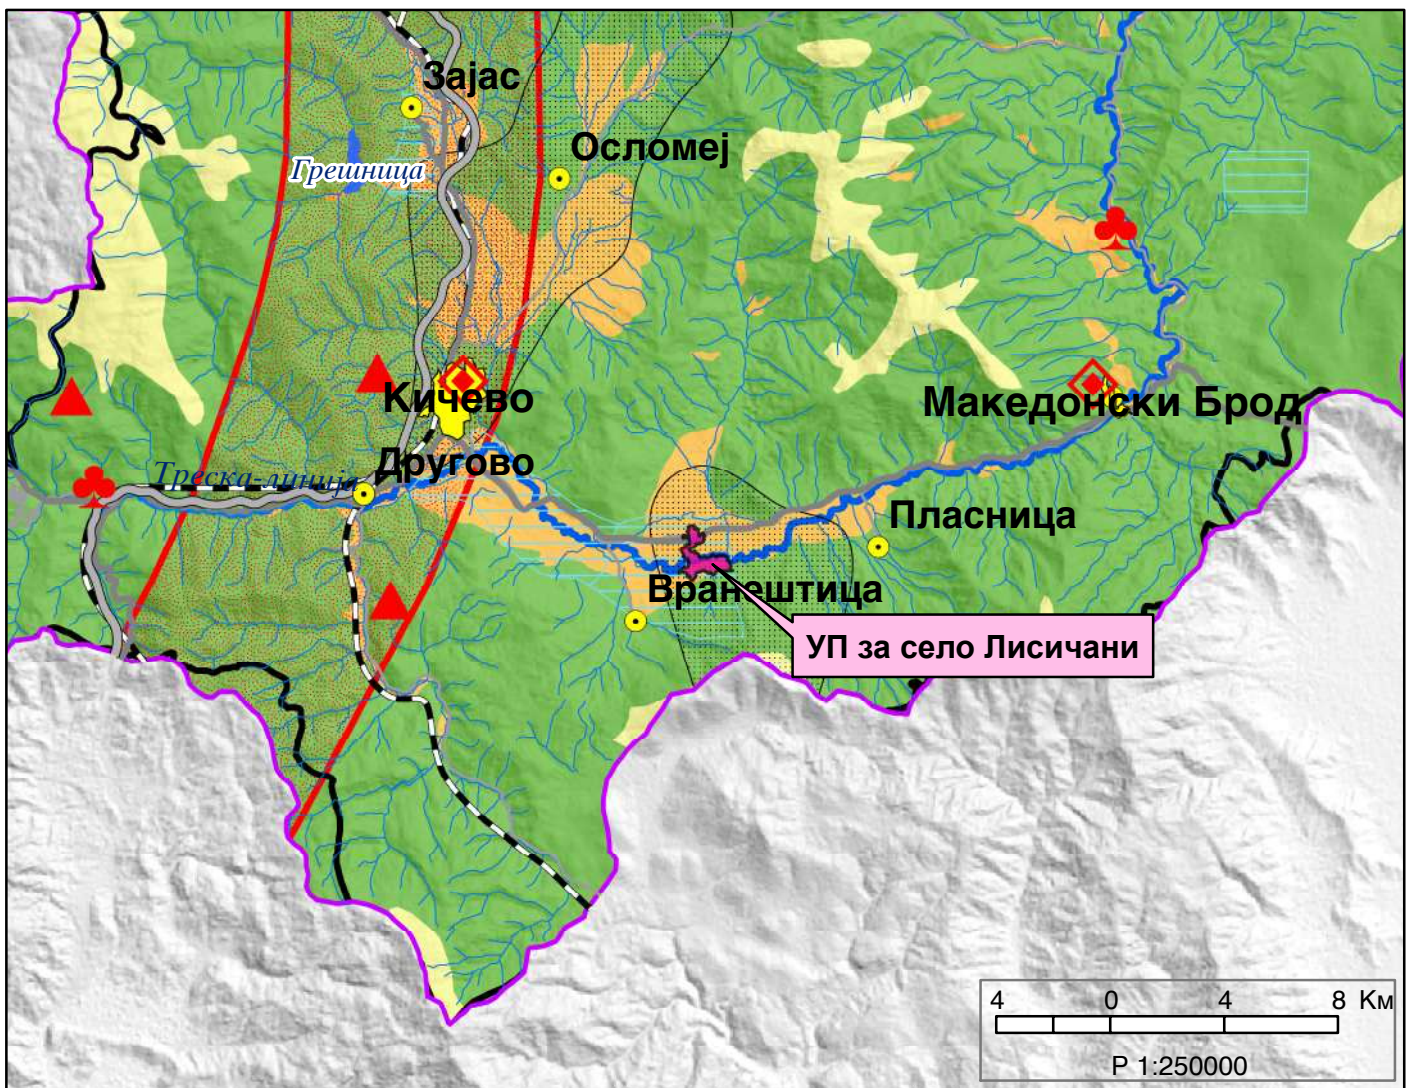 Зајас
Осломеј
Грешница
Кичево
Македонски Брод
Другово
Треска-линија
Пласница
Вранештица
УП за село Лисичани
4 0 4 8 Км
Р 1:250000